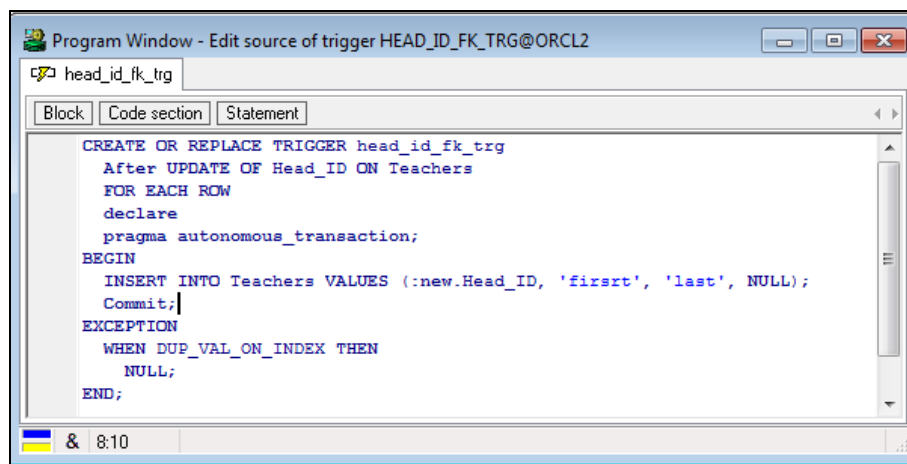 Program Window - Edit source of trigger HEAD_ID_FK_TRG@ORCL2
head_id_fk_trg
Block Code section Statement
CREATE OR REPLACE TRIGGER head_id_fk_trg
After UPDATE OF Head_ID ON Teachers
FOR EACH ROW
declare
pragma autonomous_transaction;
BEGIN
INSERT INTO Teachers VALUES (:new.Head_ID, 'firsrt', 'last', NULL);
Commit;
EXCEPTION
WHEN DUP_VAL_ON_INDEX THEN
NULL;
END;
& 8:10